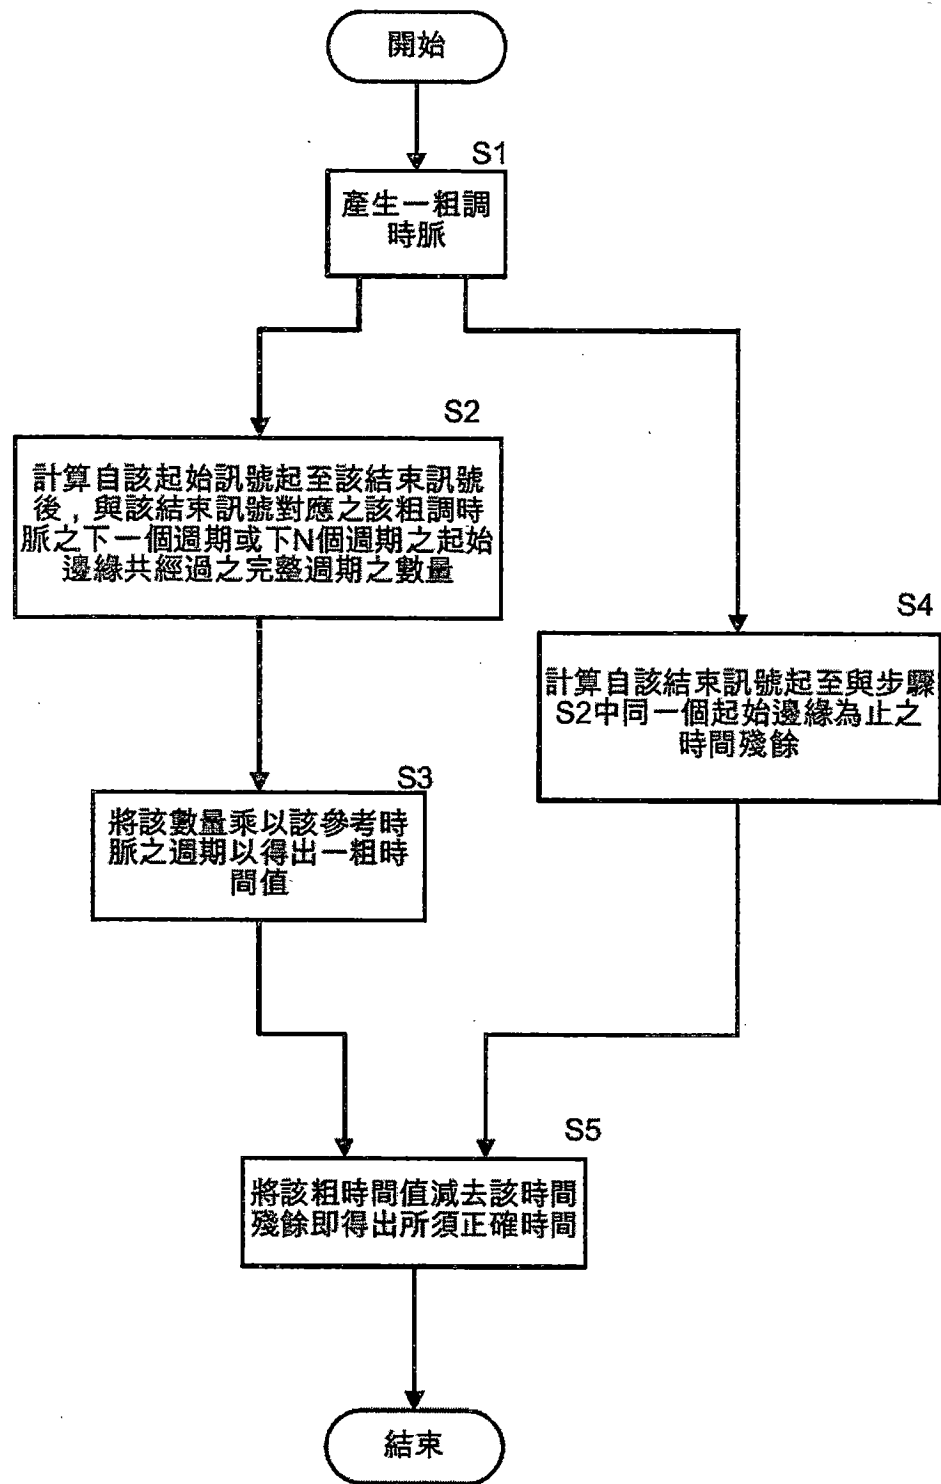 開始
S1
產生一粗調
時脈
S2
計算自該起始訊號起至該結束訊號
後，與該結束訊號對應之該粗調時
脈之下一個週期或下N個週期之起始
邊緣共經過之完整週期之數量
S4
計算自該結束訊號起至與步驟
S2中同一個起始邊緣為止之
時間殘餘
S3
將該數量乘以該參考時
脈之週期以得出一粗時
間值
S5
將該粗時間值減去該時間
殘餘即得出所須正確時間
結束